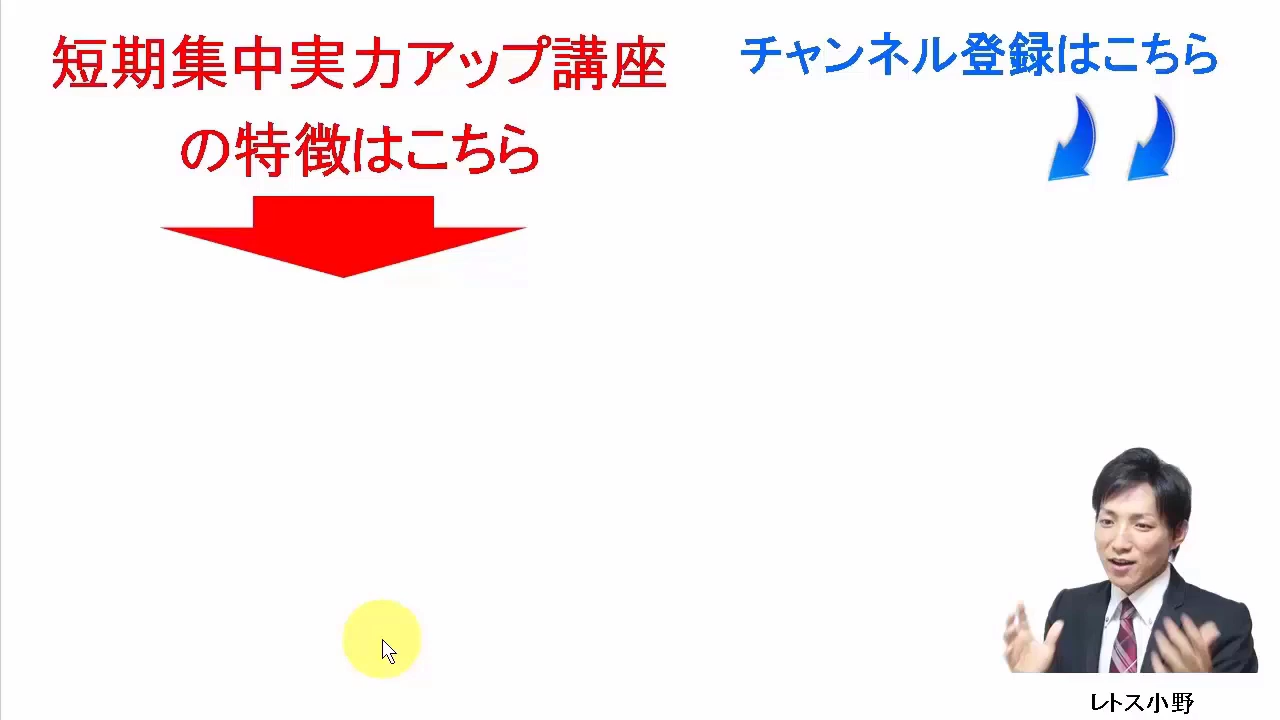 短期集中実力アップ講座
の特徴はこちら
チャンネル登録はこちら
レトス小野